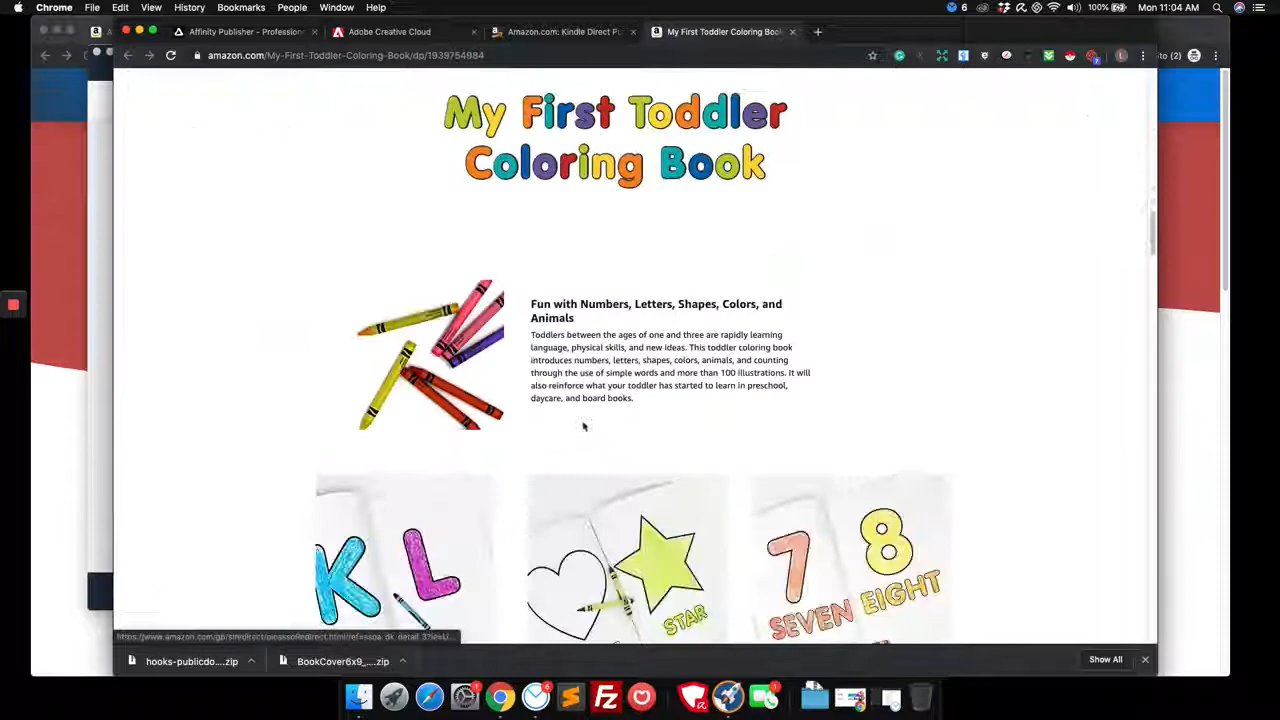 Chrome File Edit View History Bookmarks People Window Help
6 100% Mon 11:04 AM
Affinity Publisher - Profession
Adobe Creative Cloud
Amazon.com: Kindle Direct Pu
My First Toddler Coloring Book
amazon.com/My-First-Toddler-Coloring-Book/dp/1939754984
(2)
My First Toddler
Coloring Book
Fun with Numbers, Letters, Shapes, Colors, and
Animals
Toddlers between the ages of one and three are rapidly learning
language, physical skills, and new ideas. This toddler coloring book
introduces numbers, letters, shapes, colors, animals, and counting
through the use of simple words and more than 100 illustrations. It will
also reinforce what your toddler has started to learn in preschool,
daycare, and board books.
K L
STAR
7 8
SEVEN EIGHT
hooks-publicdo....zip
BookCover6x9_....zip
Show All